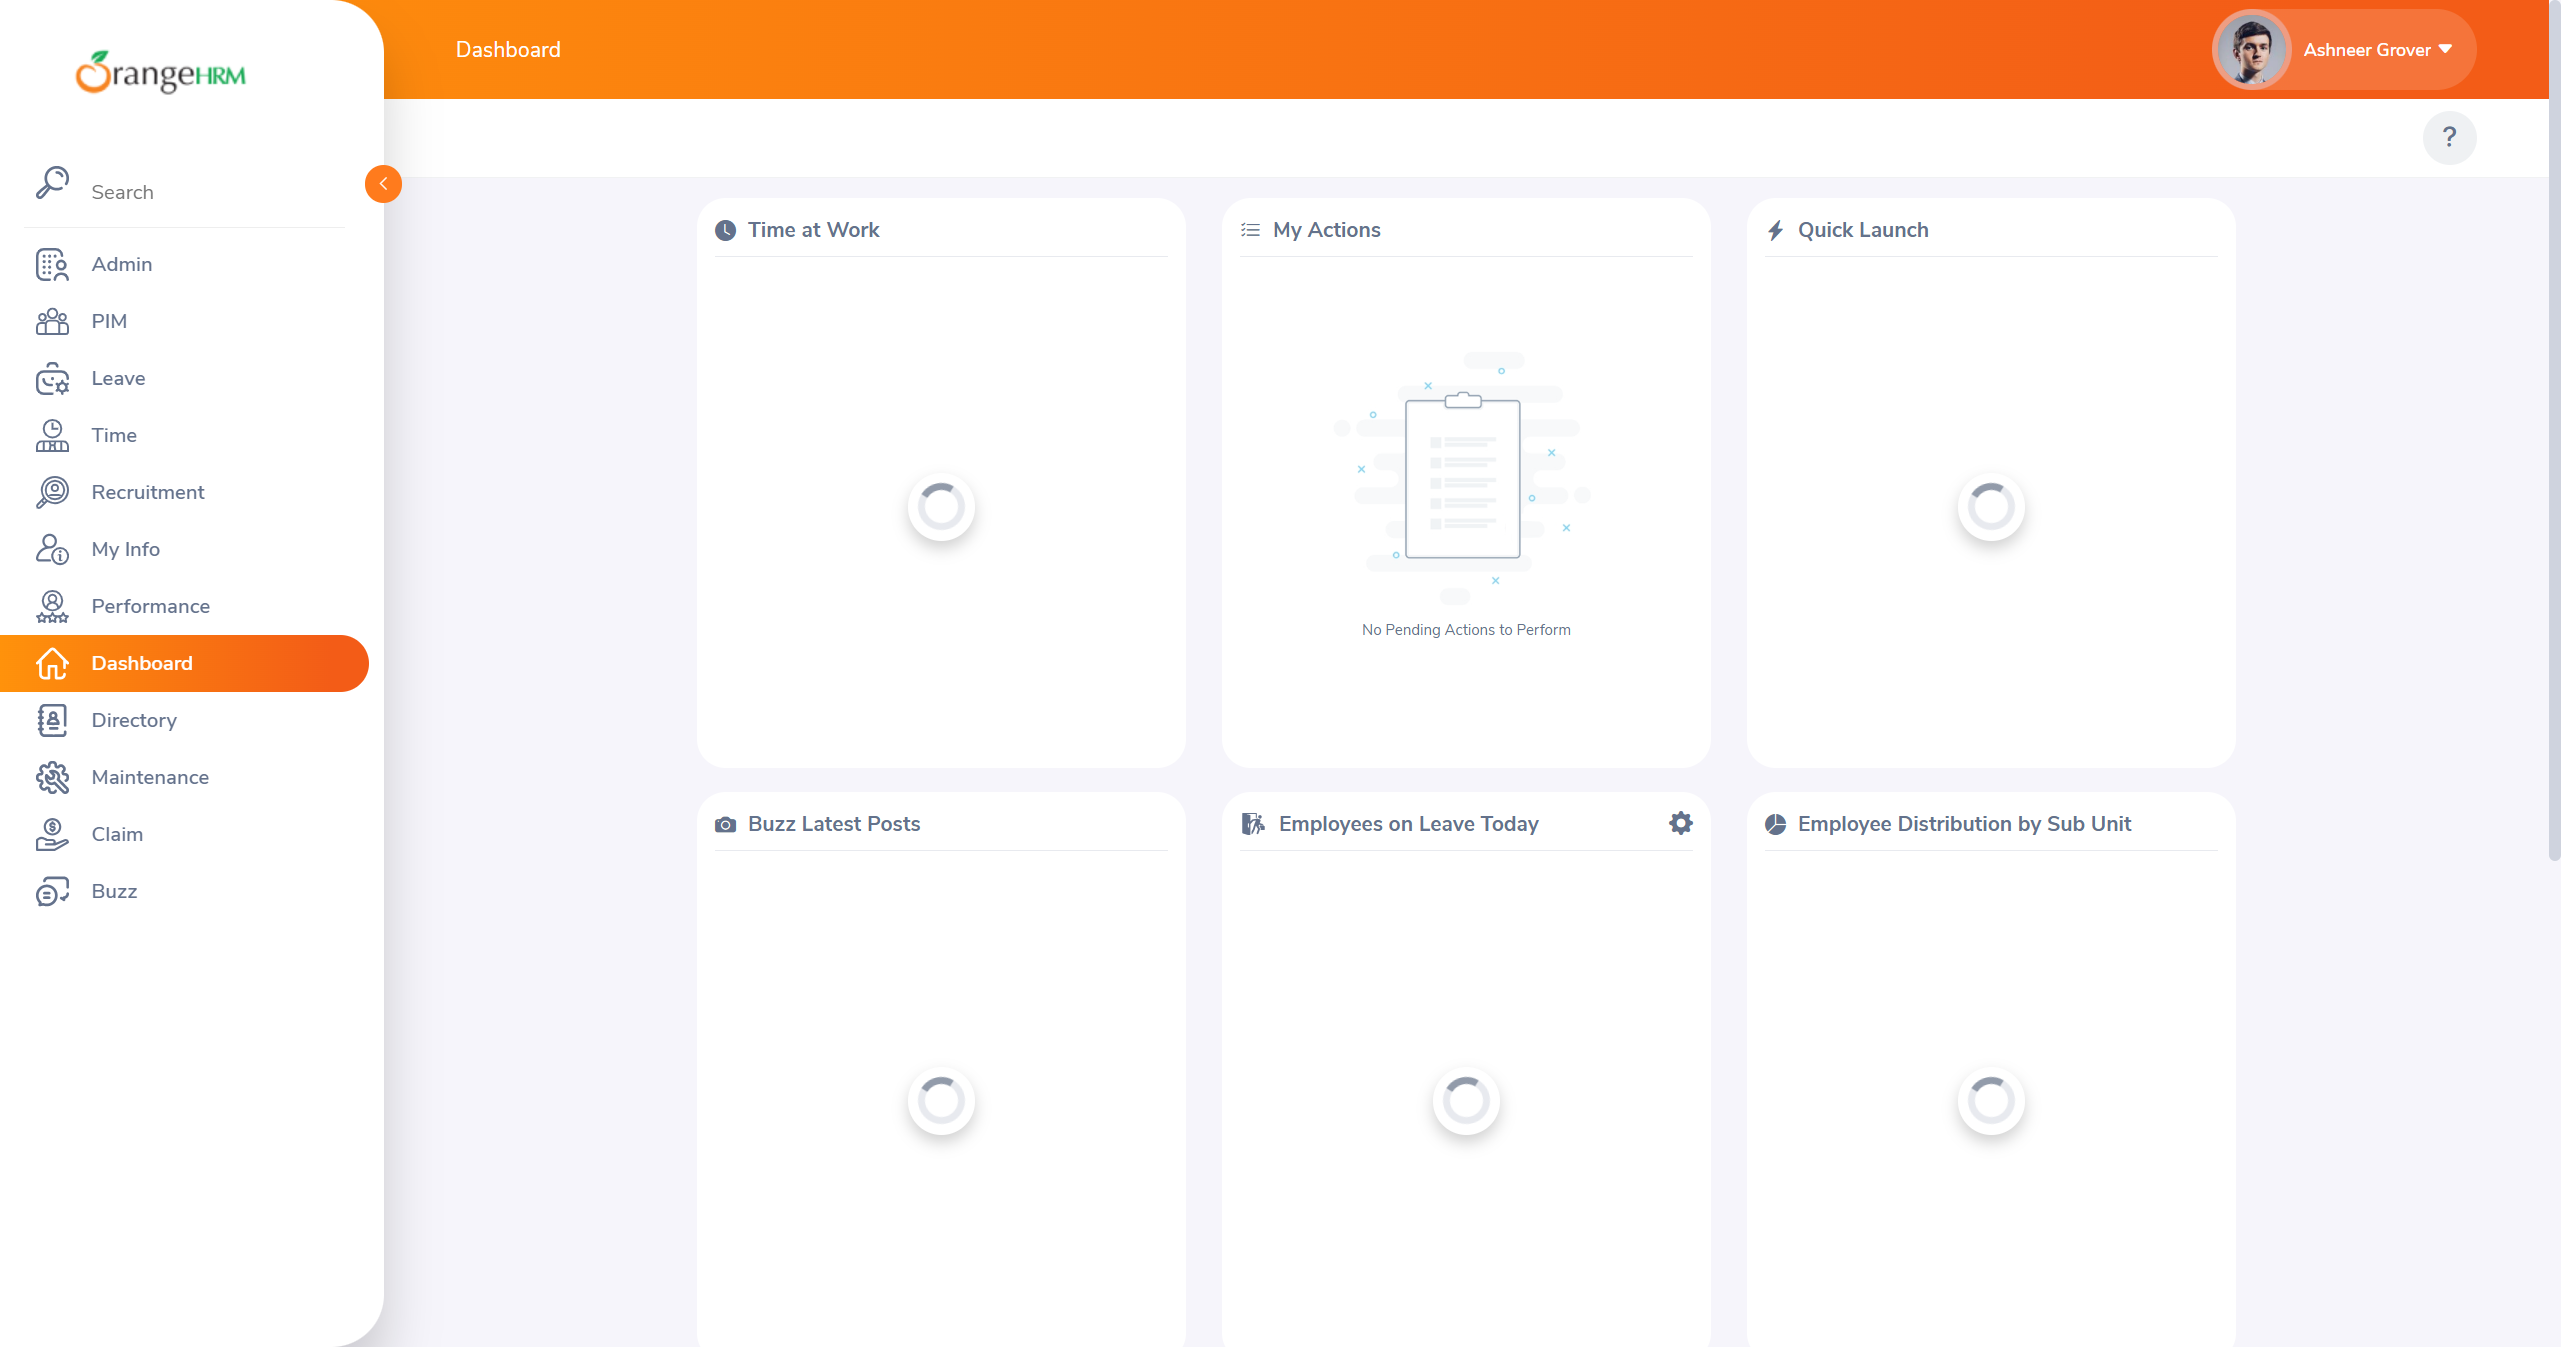 OrangeHRM
Search
Admin
PIM
Leave
Time
Recruitment
My Info
Performance
Dashboard
Directory
Maintenance
Claim
Buzz
Dashboard
Ashneer Grover
?
Time at Work
My Actions
No Pending Actions to Perform
Quick Launch
Buzz Latest Posts
Employees on Leave Today
Employee Distribution by Sub Unit